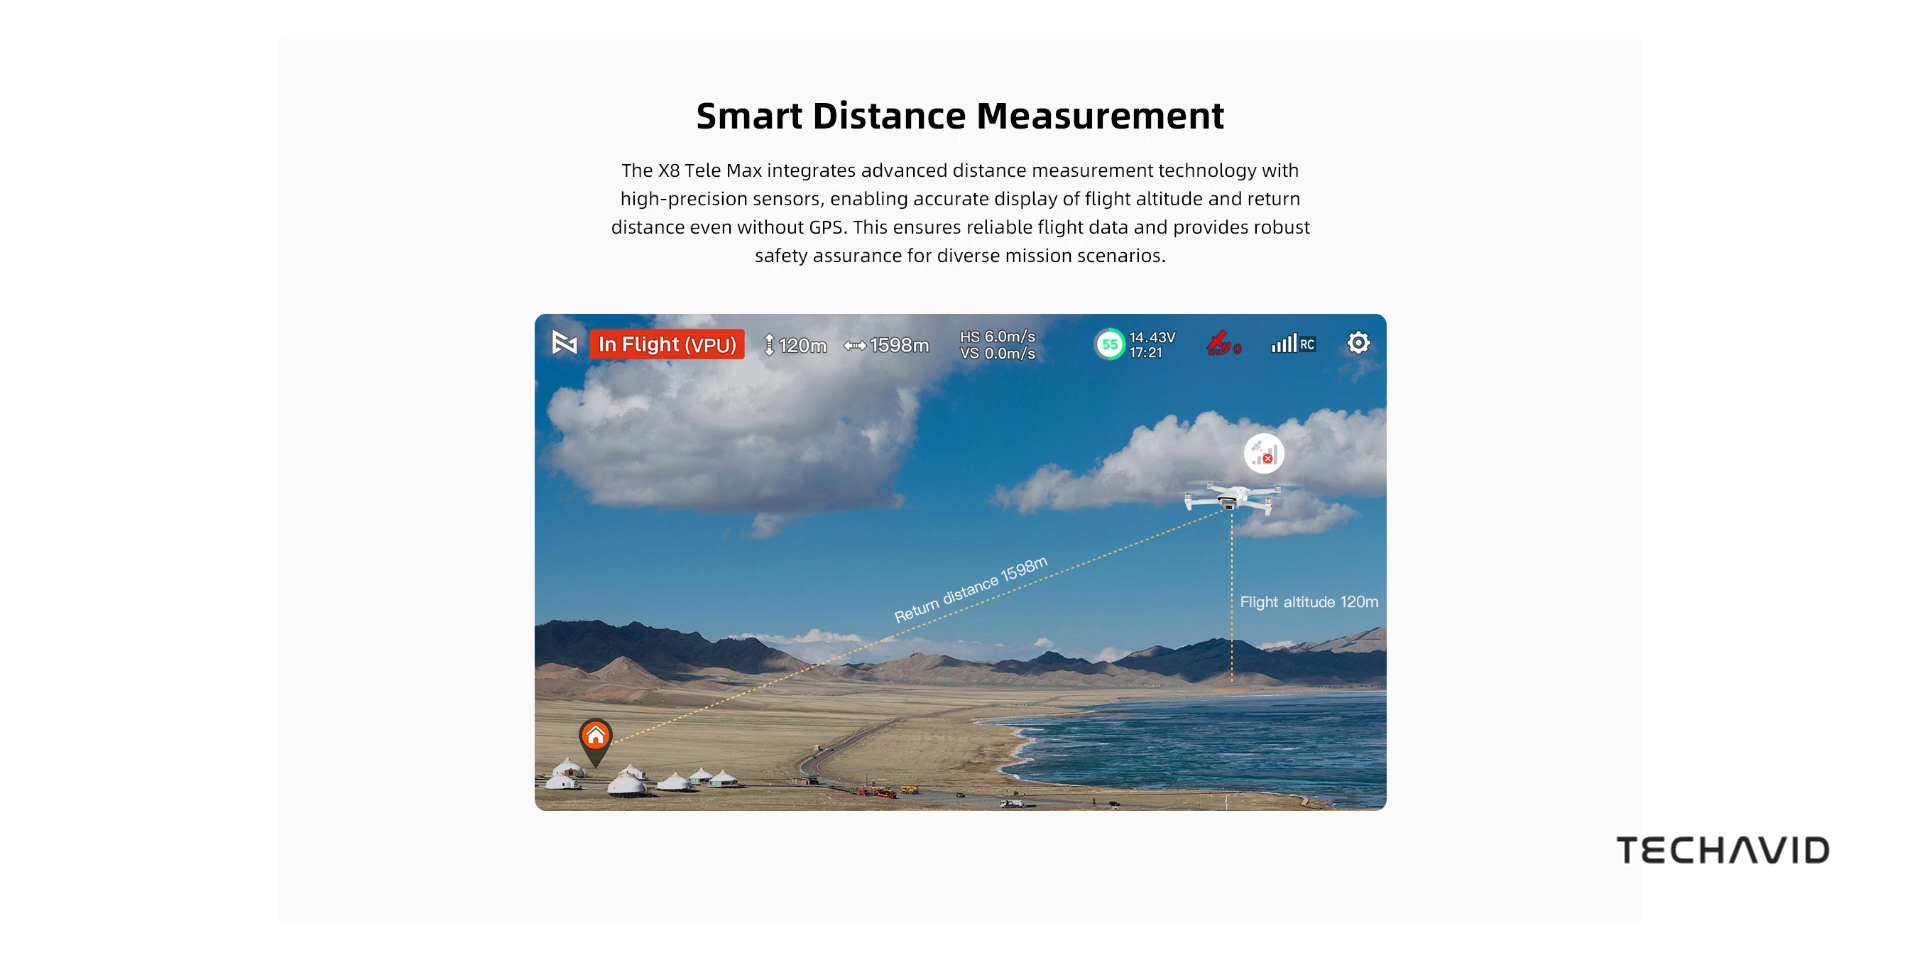 Smart Distance Measurement
The X8 Tele Max integrates advanced distance measurement technology with
high-precision sensors, enabling accurate display of flight altitude and return
distance even without GPS. This ensures reliable flight data and provides robust
safety assurance for diverse mission scenarios.
In Flight (VPU) 120m 1598m HS 6.0m/s
VS 0.0m/s
55 14.43V
17:21
0 RC
Return distance 1598m
Flight altitude 120m
TECHAVID